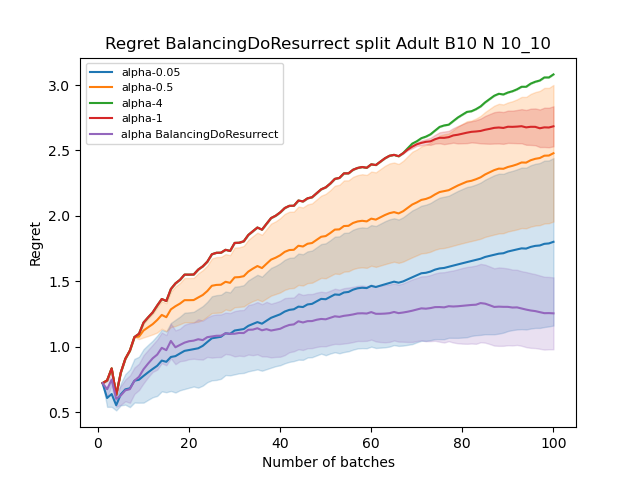 Regret BalancingDoResurrect split Adult B10 N 10_10
alpha-0.05
alpha-0.5
alpha-4
alpha-1
alpha BalancingDoResurrect
3.0
2.5
2.0
1.5
1.0
0.5
Regret
0 20 40 60 80 100
Number of batches